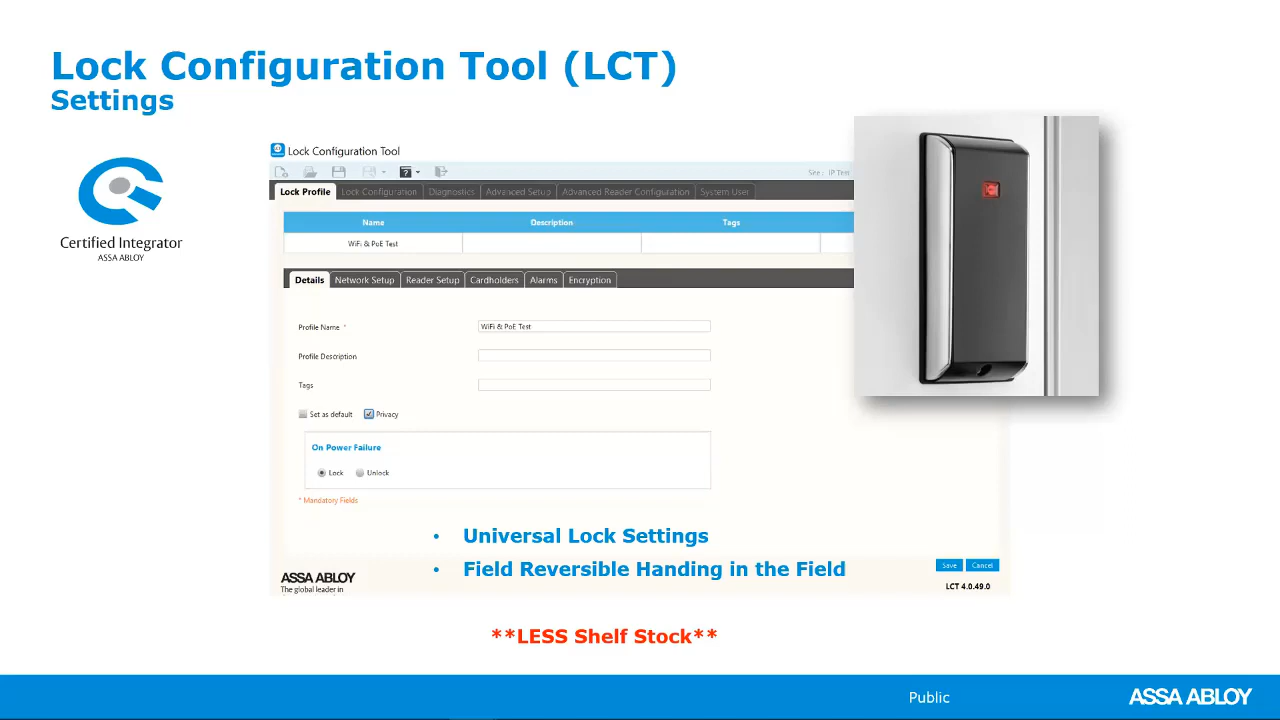 Lock Configuration Tool (LCT)
Settings
Certified Integrator
ASSA ABLOY
Lock Configuration Tool
Lock Profile Lock Configuration Diagnostics Advanced Setup Advanced Reader Configuration System User
Name Description Tags
WiFi & PoE Test
Details Network Setup Reader Setup Cardholders Alarms Encryption
Profile Name * WiFi & PoE Test
Profile Description
Tags
Set as default Privacy
On Power Failure
Lock Unlock
* Mandatory Fields
• Universal Lock Settings
• Field Reversible Handing in the Field
Save Cancel
ASSA ABLOY
The global leader in
LCT 4.0.49.0
**LESS Shelf Stock**
Public
ASSA ABLOY